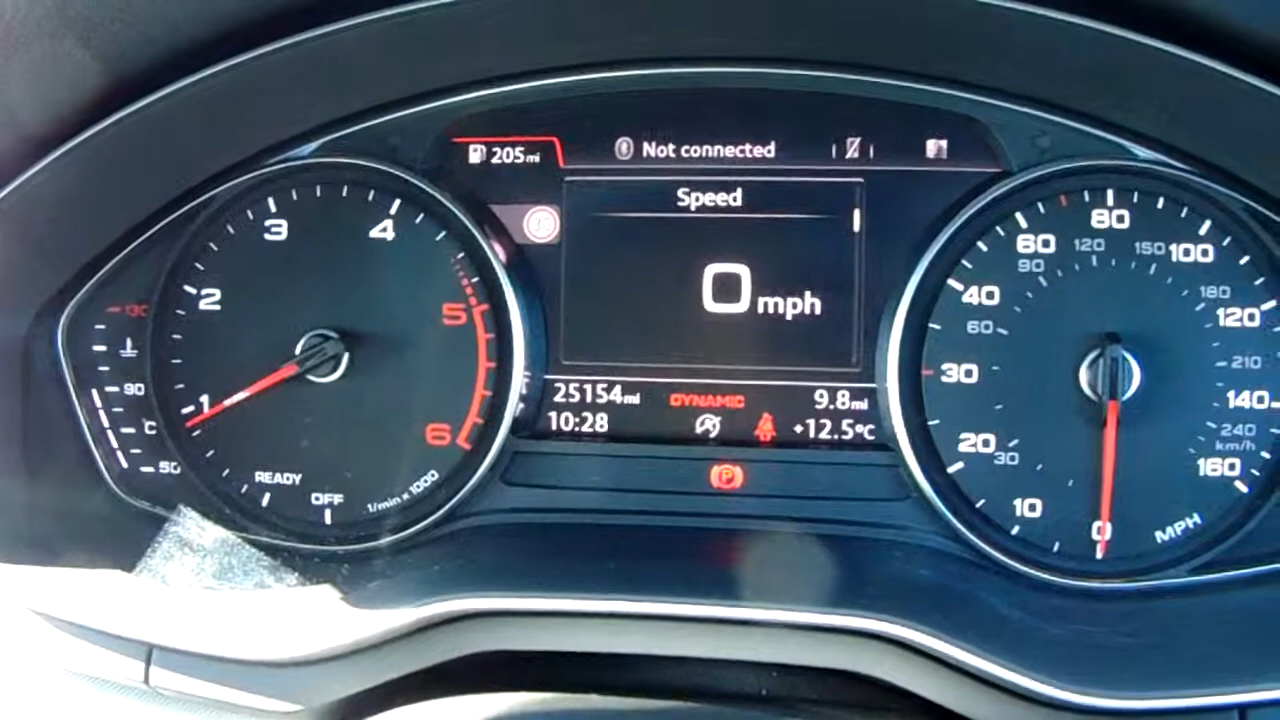 205mi
Not connected
Speed
0 mph
25154mi
DYNAMIC
9.8mi
10:28
+12.5°C
P
130
90
°C
50
1
2
3
4
5
6
READY
OFF
1/min x 1000
0
10
20
30
40
60
80
100
120
140
160
30
60
90
120
150
180
210
240
km/h
MPH